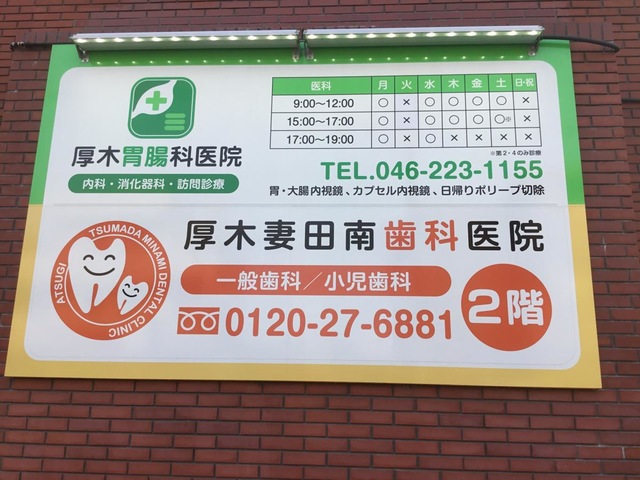 厚木胃腸科医院
内科・消化器科・訪問診療
医科 月 火 水 木 金 土 日・祝
9:00〜12:00 ○ × ○ ○ ○ ○ ×
15:00〜17:00 ○ × ○ ○ ○ ○※ ×
17:00〜19:00 ○ × ○ × × × ×
※第2・4のみ診療
TEL.046-223-1155
胃・大腸内視鏡、カプセル内視鏡、日帰りポリープ切除
ATSUGI TSUMADA MINAMI DENTAL CLINIC
厚木妻田南歯科医院
一般歯科/小児歯科
0120-27-6881
2階